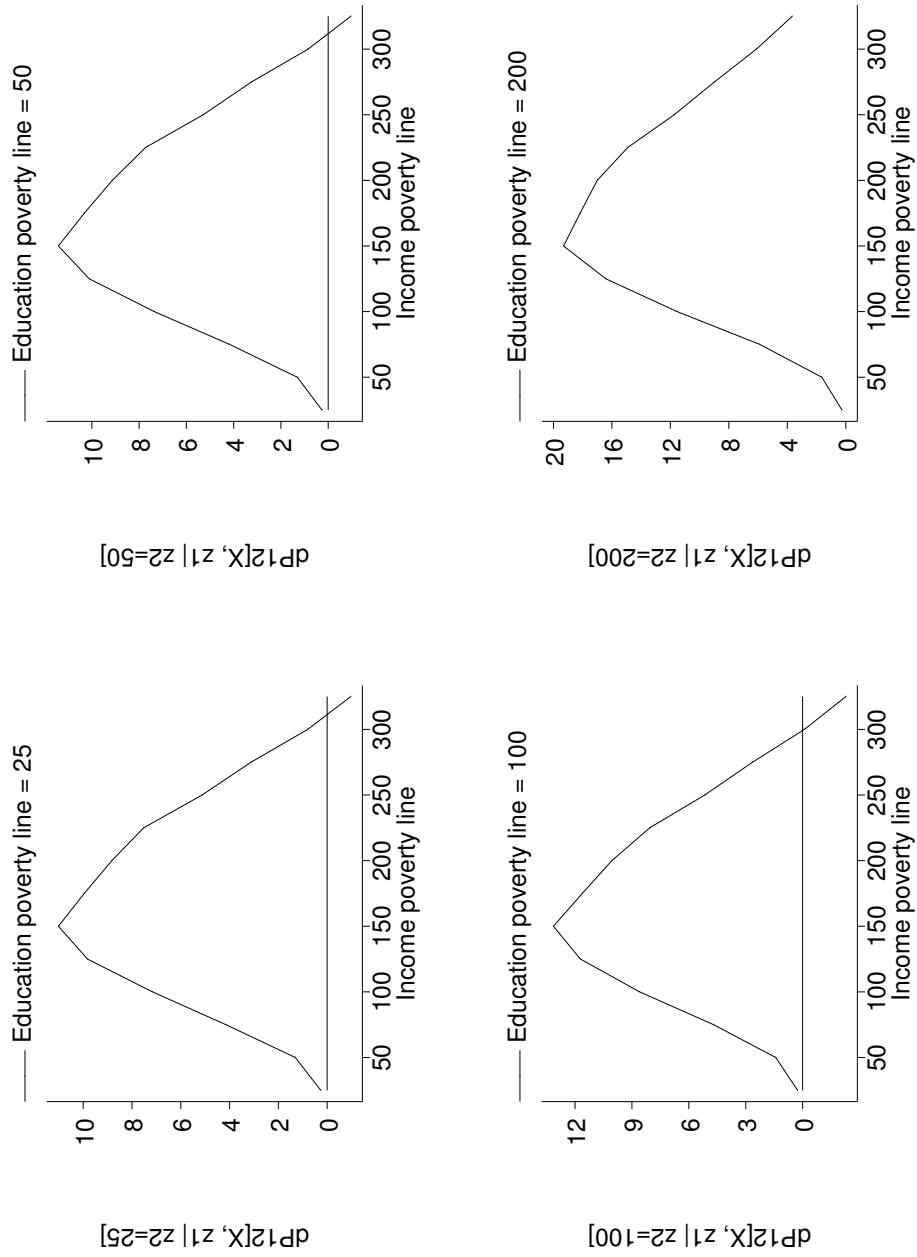 Education poverty line = 25
dP12[X, z1 | z2=25]
10
8
6
4
2
0
50 100 150 200 250 300
Income poverty line
Education poverty line = 50
dP12[X, z1 | z2=50]
10
8
6
4
2
0
50 100 150 200 250 300
Income poverty line
Education poverty line = 100
dP12[X, z1 | z2=100]
12
9
6
3
0
50 100 150 200 250 300
Income poverty line
Education poverty line = 200
dP12[X, z1 | z2=200]
20
16
12
8
4
0
50 100 150 200 250 300
Income poverty line